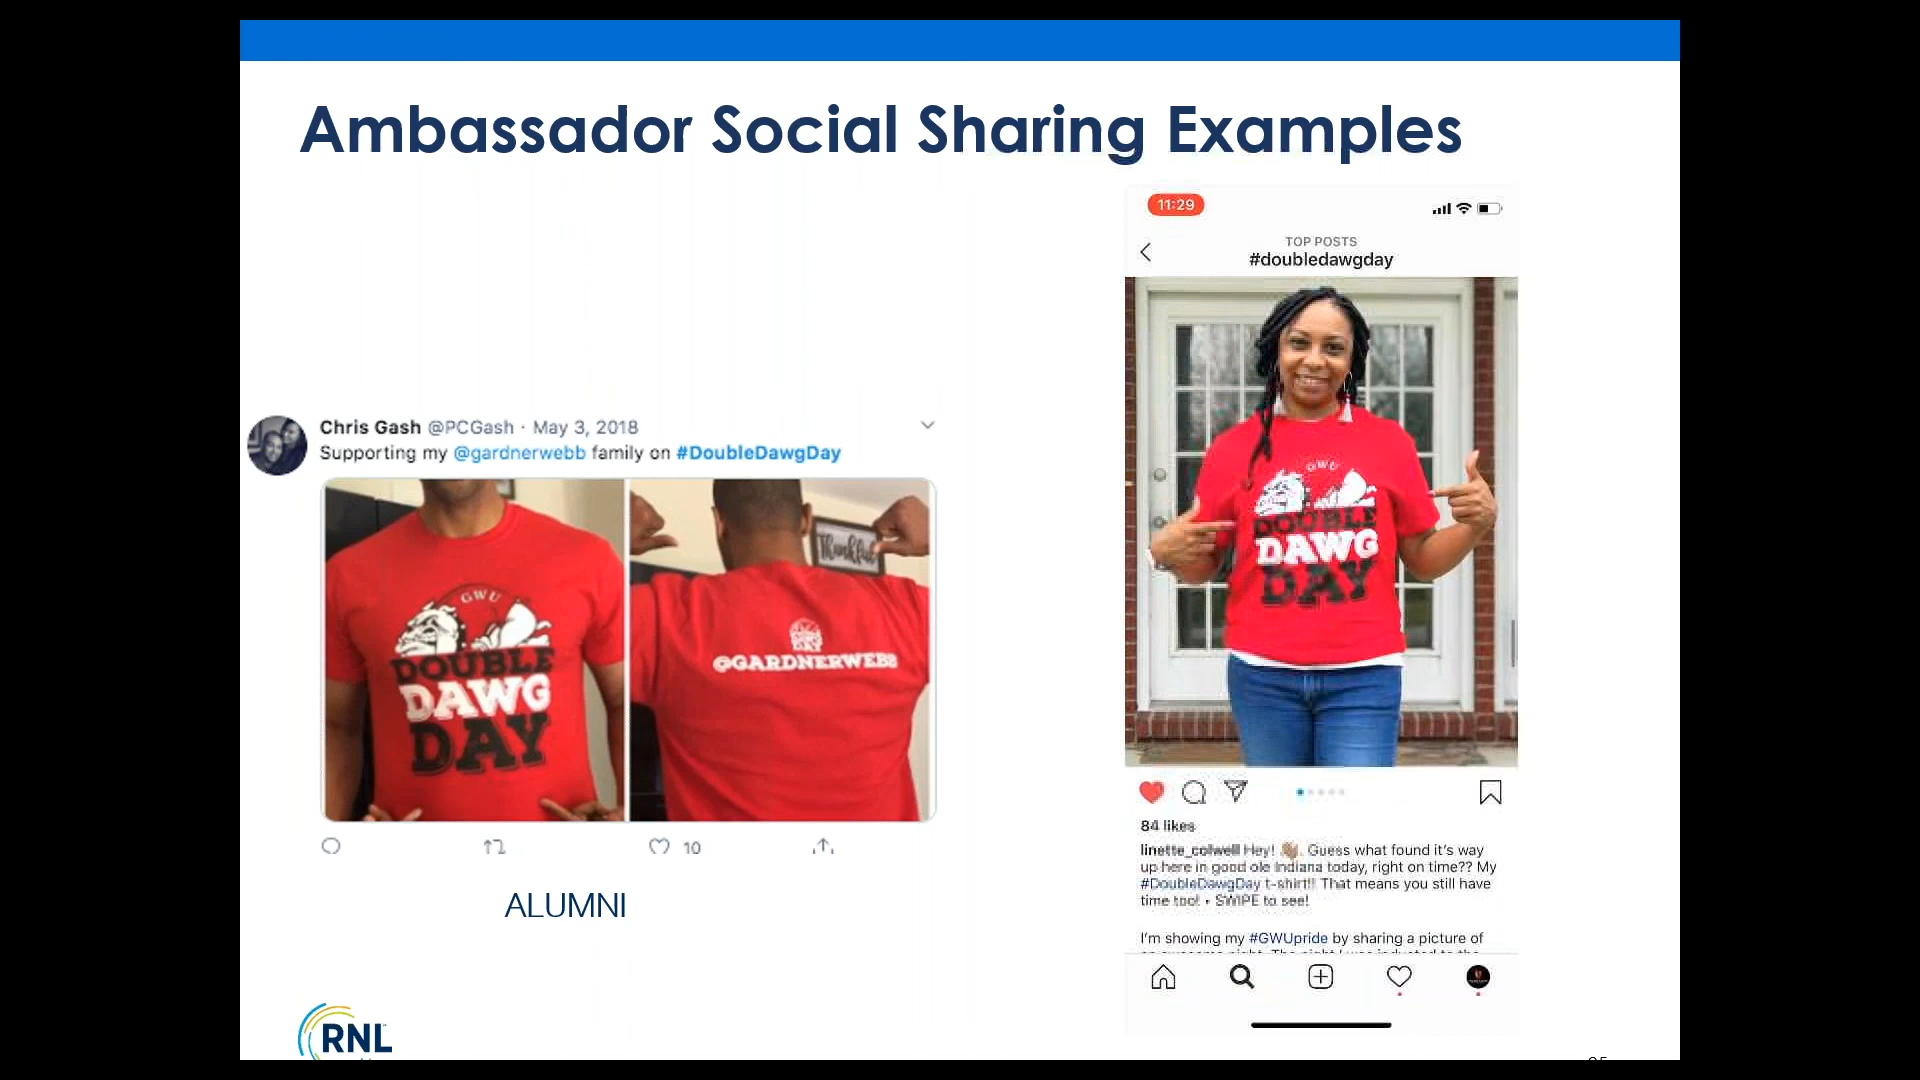 Ambassador Social Sharing Examples
Chris Gash @PCGash · May 3, 2018
Supporting my @gardnerwebb family on #DoubleDawgDay
GWU
DOUBLE
DAWG
DAY
Thankful
DAY
@GARDNERWEBB
10
ALUMNI
11:29
TOP POSTS
#doubledawgday
GWU
DOUBLE
DAWG
DAY
84 likes
linette_colwell Hey! 👋🏽. Guess what found it's way
up here in good ole Indiana today, right on time?? My
#DoubleDawgDay t-shirt!! That means you still have
time too! • SWIPE to see!
I'm showing my #GWUpride by sharing a picture of
RNL